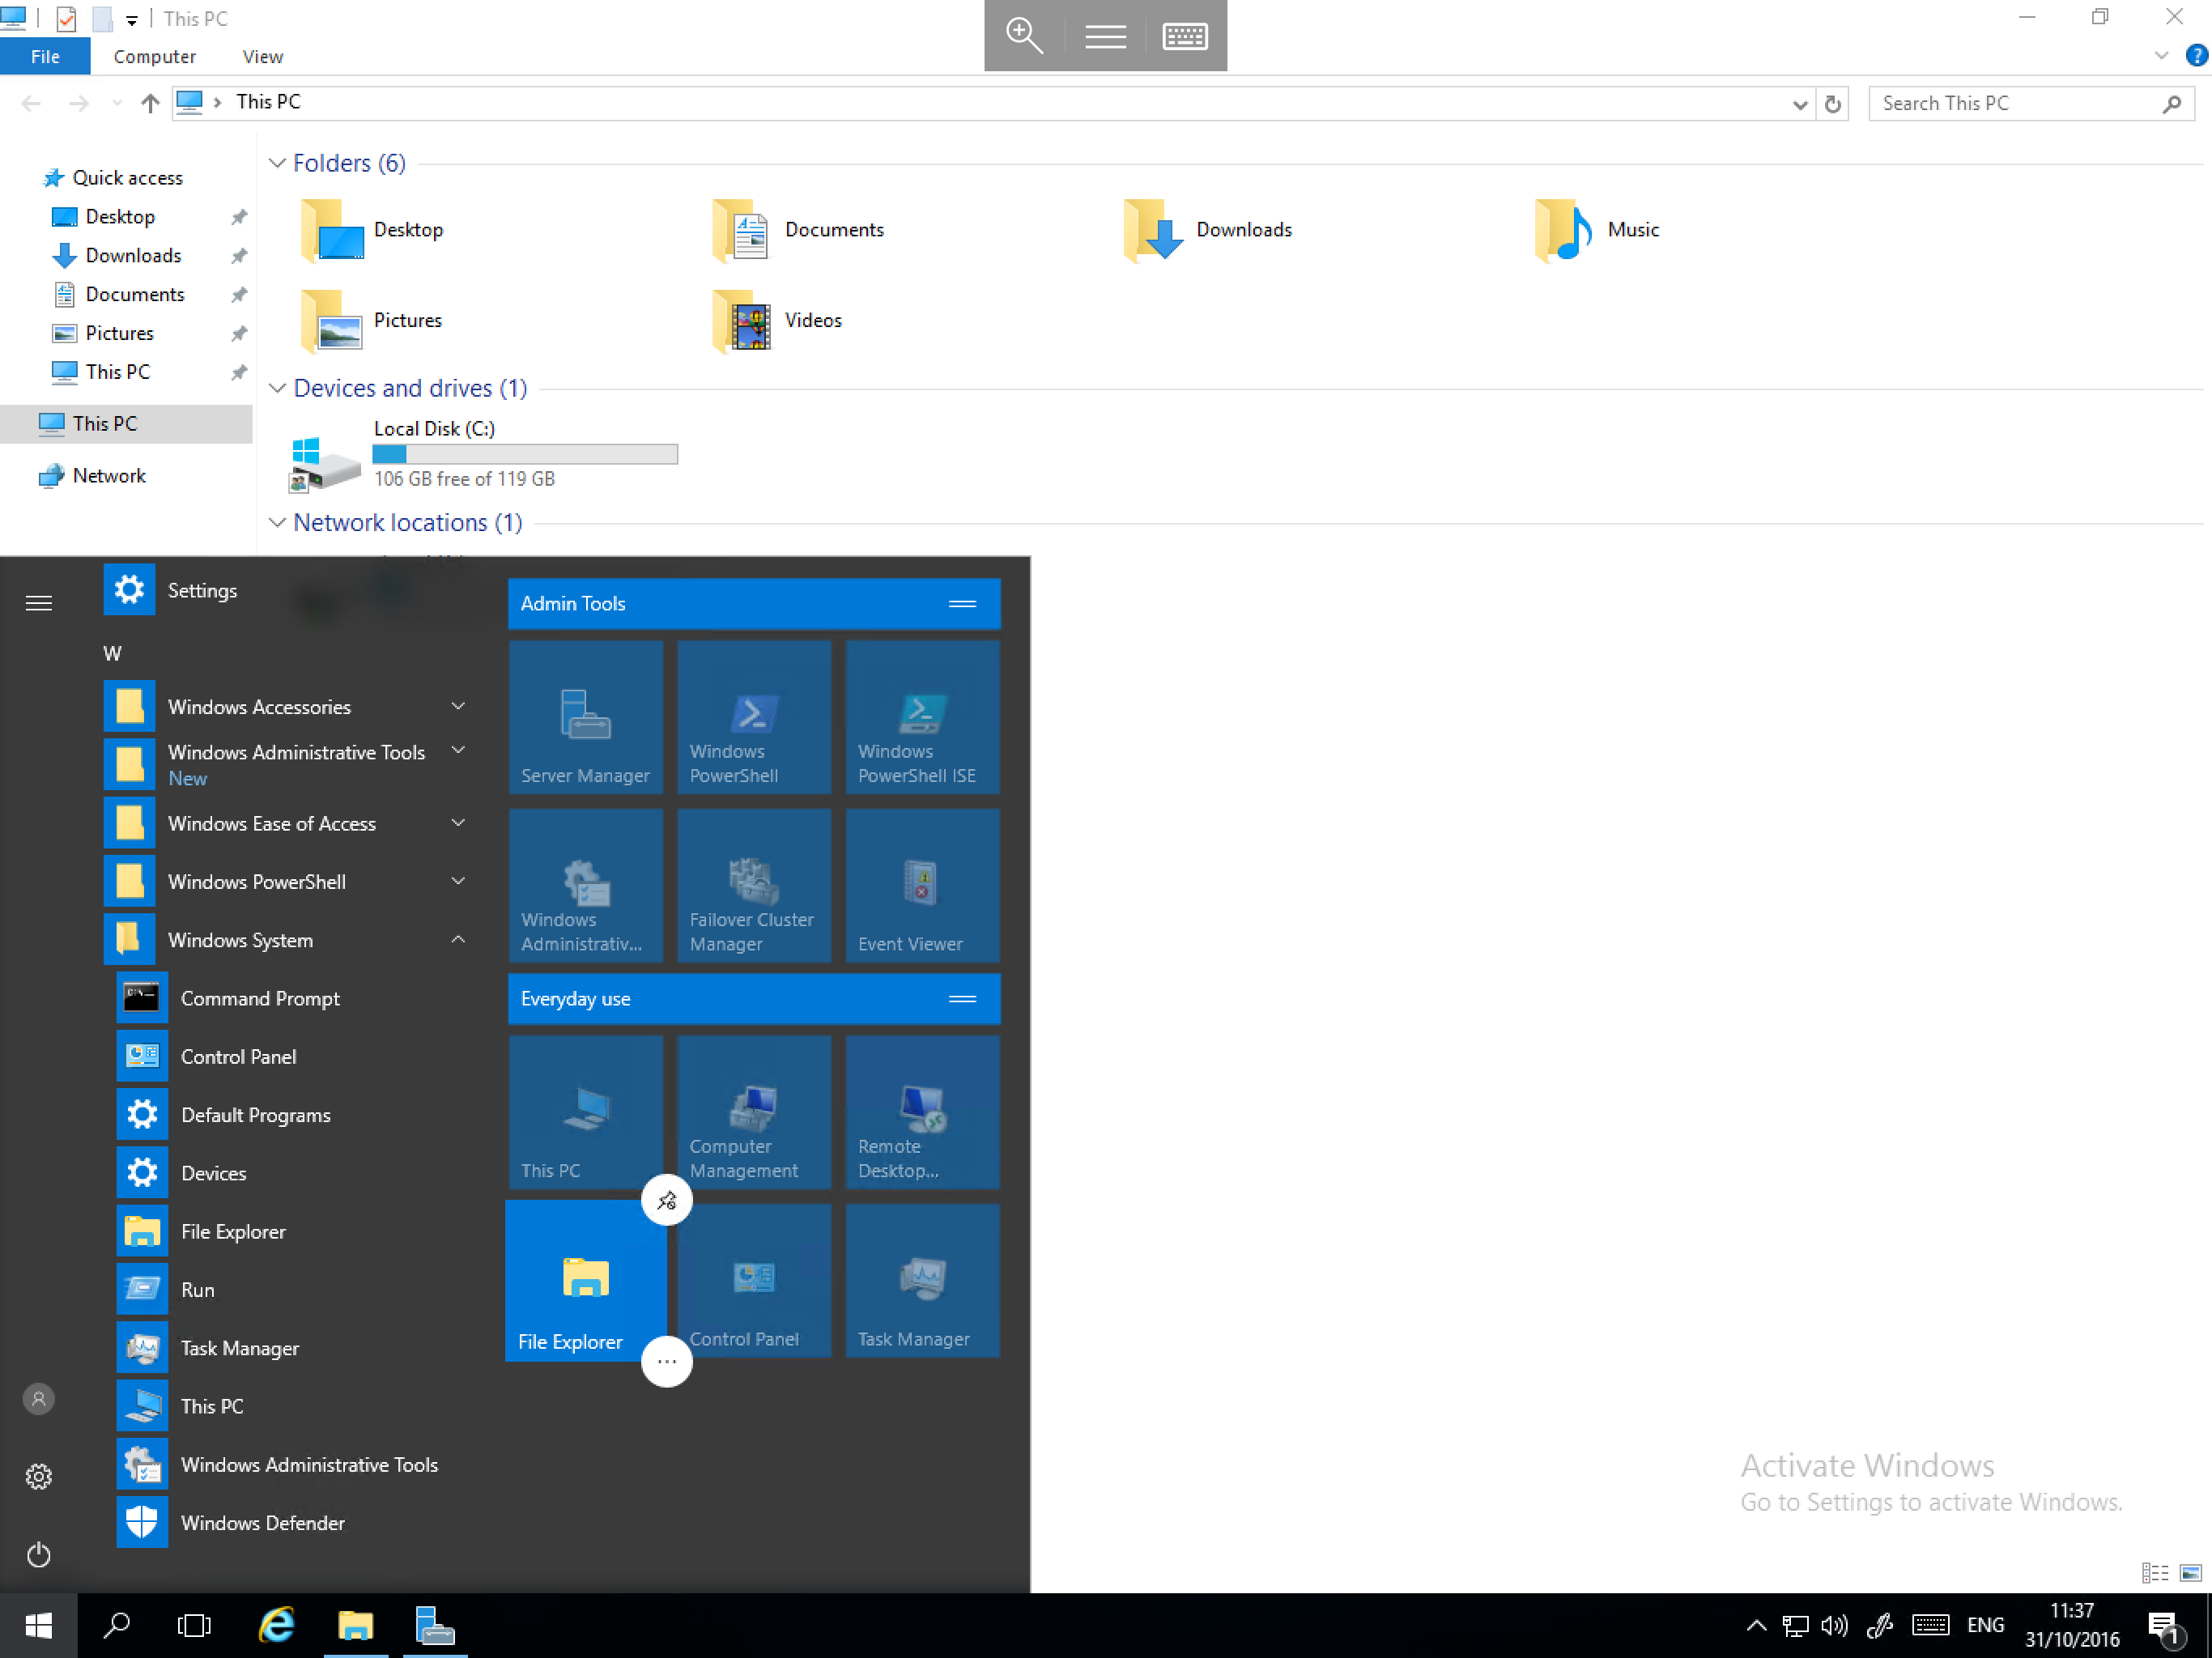 This PC
File
Computer
View
This PC
Search This PC
Quick access
Desktop
Downloads
Documents
Pictures
This PC
This PC
Network
Folders (6)
Desktop
Documents
Downloads
Music
Pictures
Videos
Devices and drives (1)
Local Disk (C:)
106 GB free of 119 GB
Network locations (1)
Settings
W
Windows Accessories
Windows Administrative Tools
New
Windows Ease of Access
Windows PowerShell
Windows System
Command Prompt
Control Panel
Default Programs
Devices
File Explorer
Run
Task Manager
This PC
Windows Administrative Tools
Windows Defender
Admin Tools
Server Manager
Windows
PowerShell
Windows
PowerShell ISE
Windows
Administrativ...
Failover Cluster
Manager
Event Viewer
Everyday use
This PC
Computer
Management
Remote
Desktop...
File Explorer
Control Panel
Task Manager
Activate Windows
Go to Settings to activate Windows.
ENG
11:37
31/10/2016
1